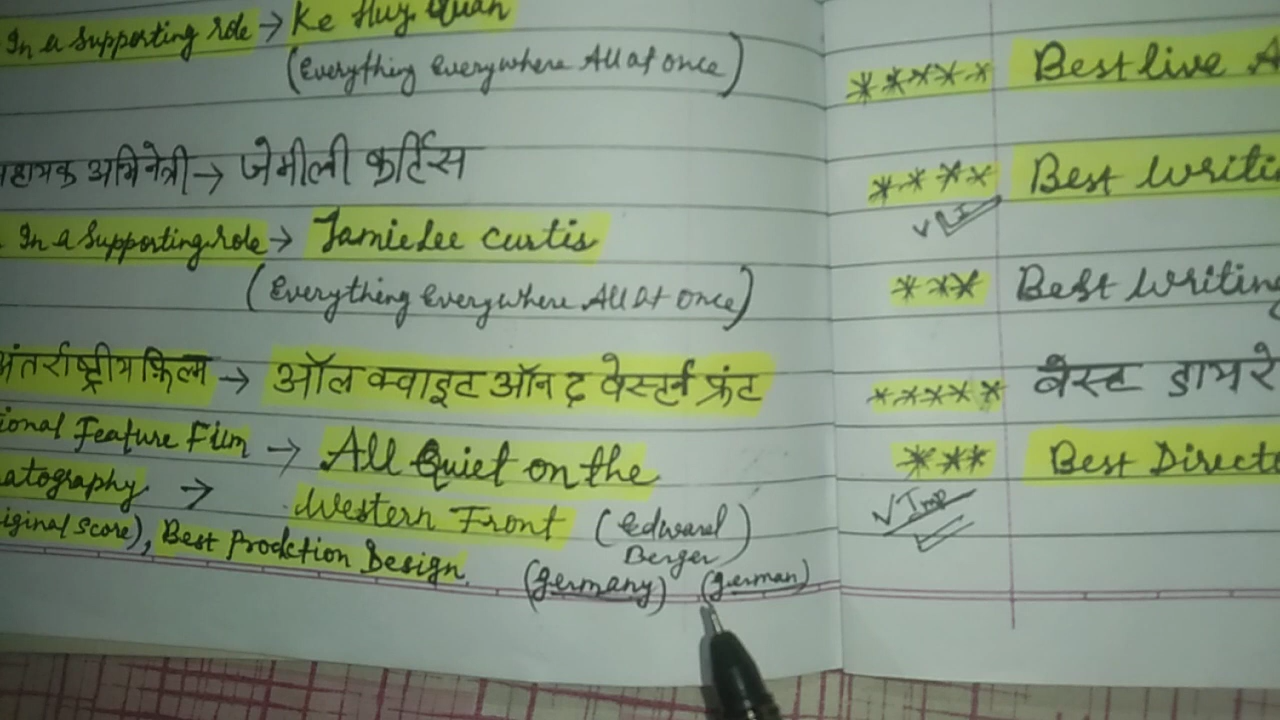 In a Supporting role → Ke Huy Quan
(Everything Everywhere All at once)
सहायक अभिनेत्री → जेमीली कर्टिस
In a Supporting role → Jamie Lee Curtis
(Everything Everywhere All At Once)
अंतर्राष्ट्रीय फ़िल्म → ऑल क्वाइट ऑन द वेस्टर्न फ्रंट
ional Feature Film → All Quiet on the
atography → Western Front (Edward
Berger)
iginal Score), Best Prodction Design.
(Germany) (German)
***** Best live A
**** Best Writi
*** Best Writing
***** बेस्ट डायरे
*** Best Directo
✓Imp